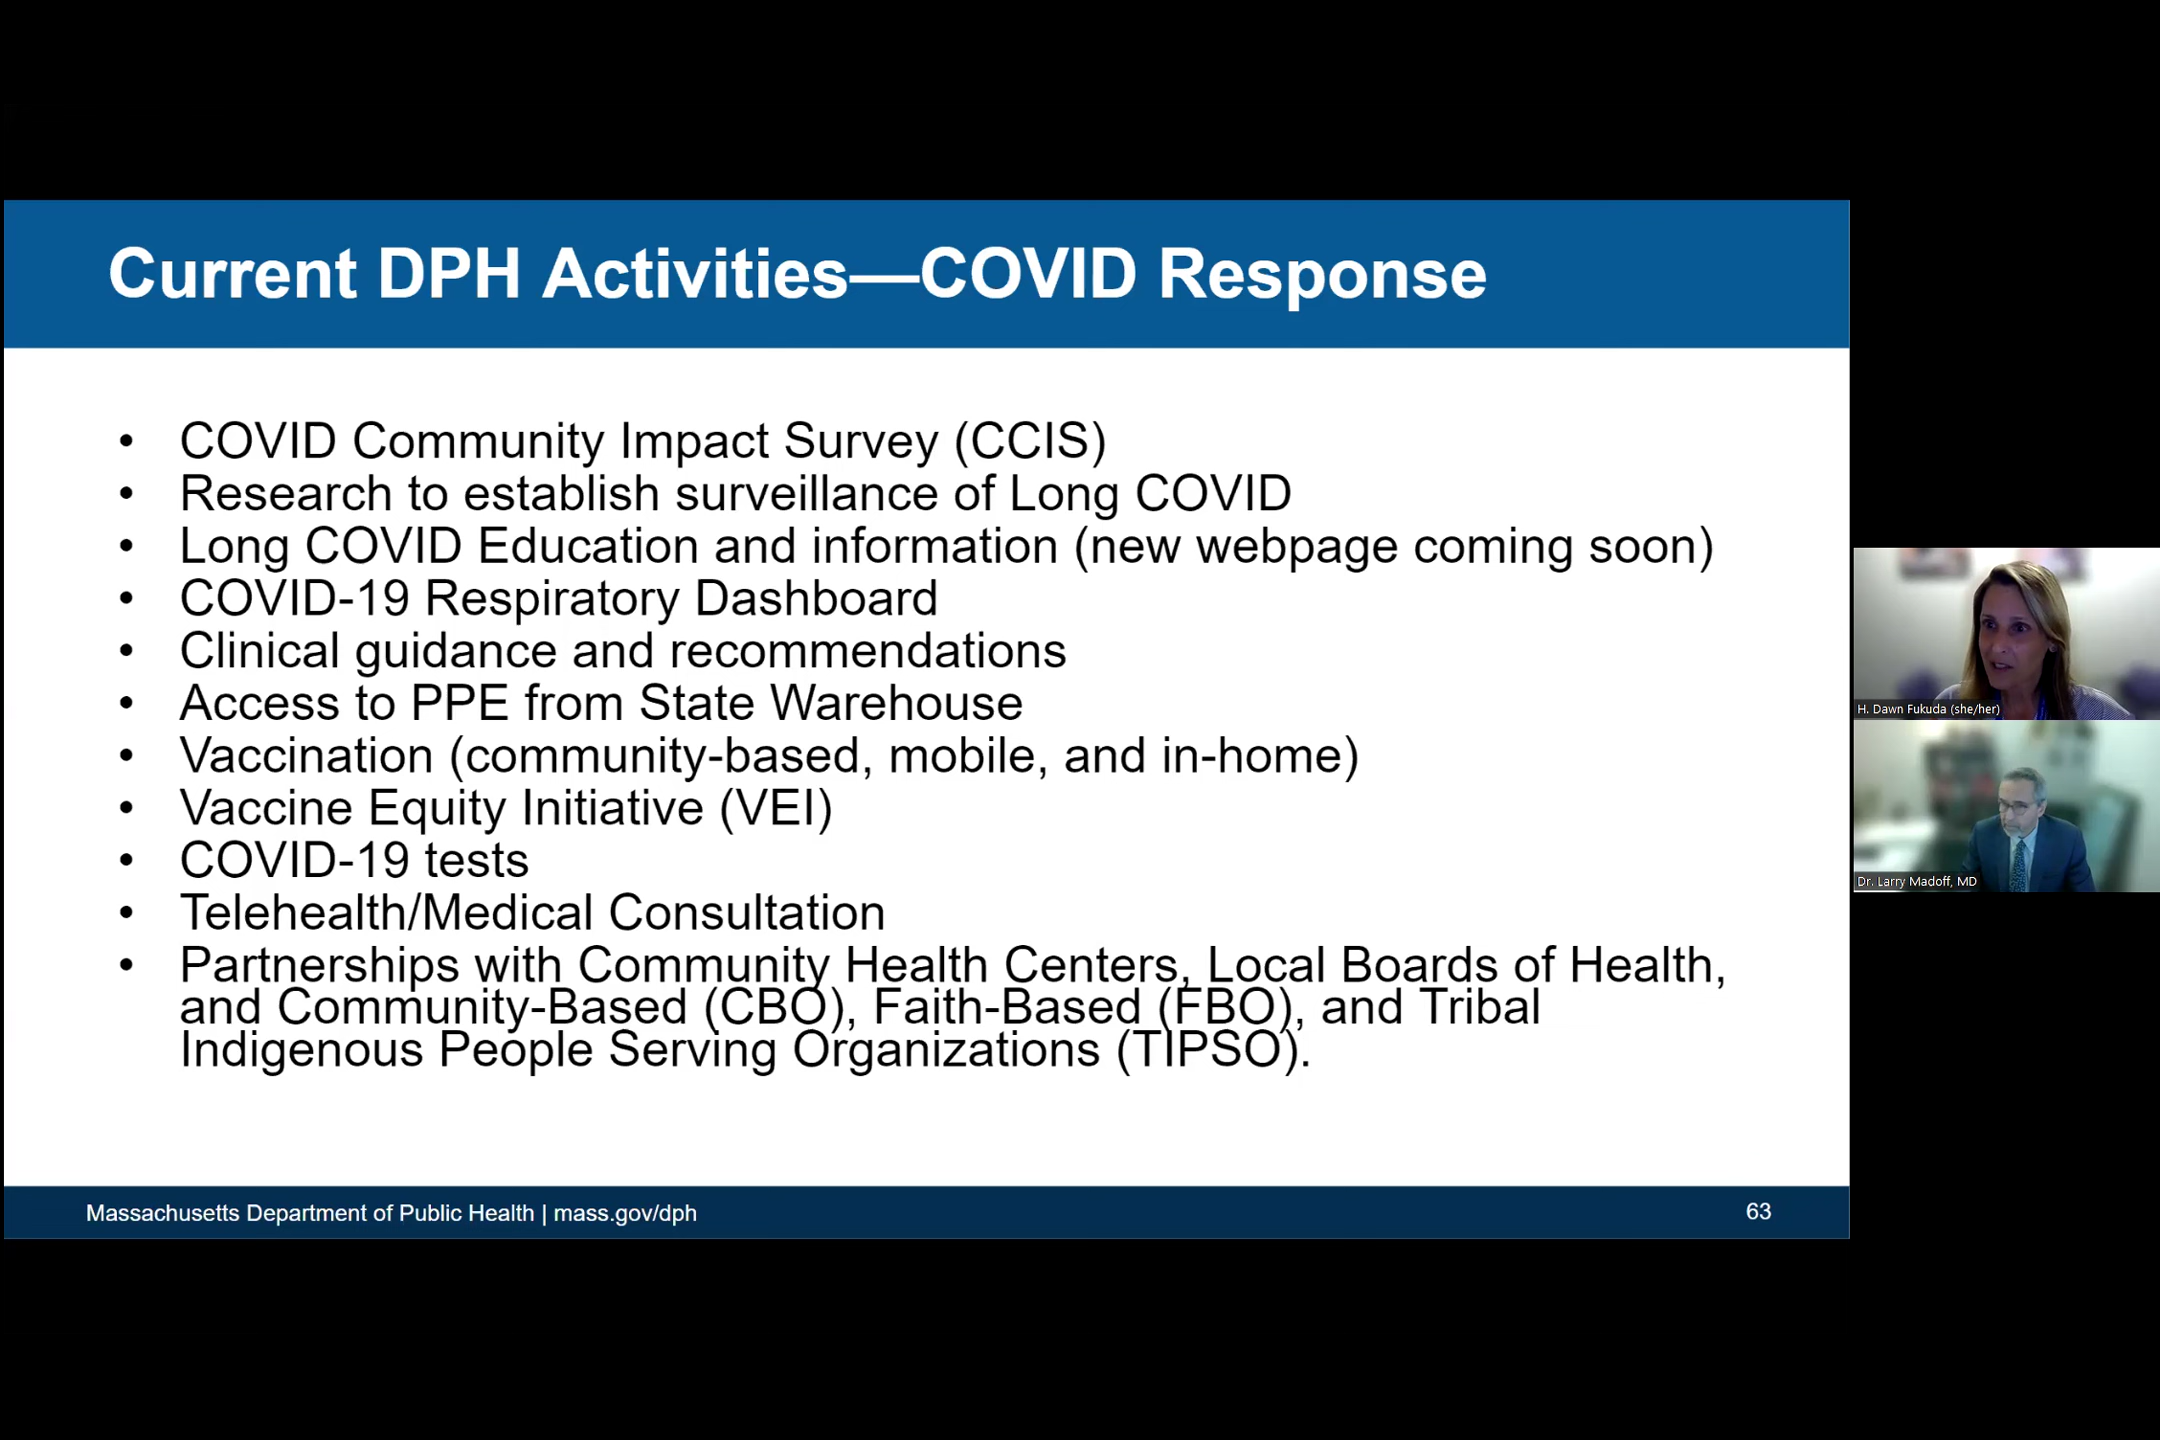 Current DPH Activities—COVID Response
• COVID Community Impact Survey (CCIS)
• Research to establish surveillance of Long COVID
• Long COVID Education and information (new webpage coming soon)
• COVID-19 Respiratory Dashboard
• Clinical guidance and recommendations
• Access to PPE from State Warehouse
• Vaccination (community-based, mobile, and in-home)
• Vaccine Equity Initiative (VEI)
• COVID-19 tests
• Telehealth/Medical Consultation
• Partnerships with Community Health Centers, Local Boards of Health,
and Community-Based (CBO), Faith-Based (FBO), and Tribal
Indigenous People Serving Organizations (TIPSO).
Massachusetts Department of Public Health | mass.gov/dph
63
H. Dawn Fukuda (she/her)
Dr. Larry Madoff, MD